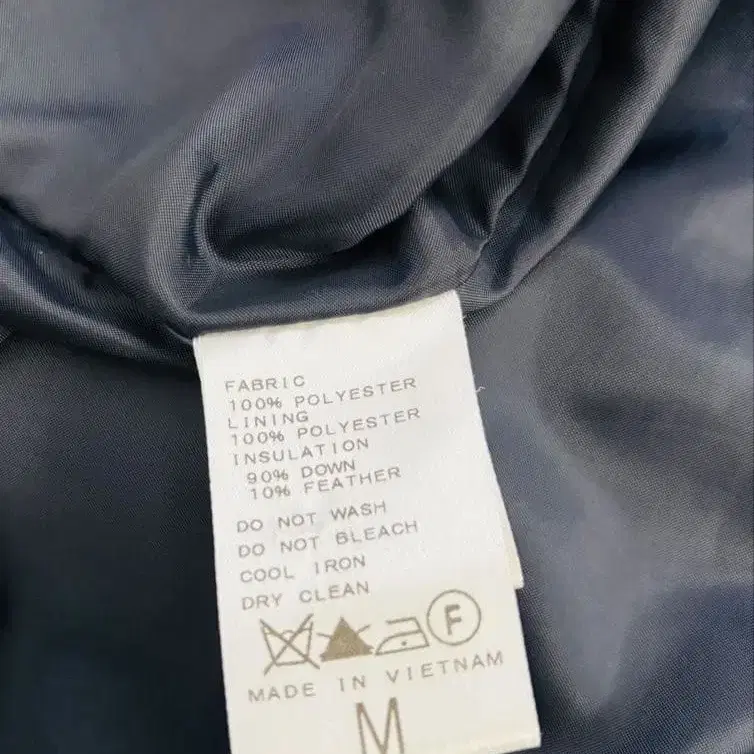 FABRIC
100% POLYESTER
LINING
100% POLYESTER
INSULATION
90% DOWN
10% FEATHER
DO NOT WASH
DO NOT BLEACH
COOL IRON
DRY CLEAN
F
MADE IN VIETNAM
M